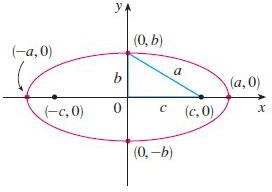 y
(0, b)
(−a, 0)
b
a
(a, 0)
(−c, 0)
0
c
(c, 0)
x
(0, −b)